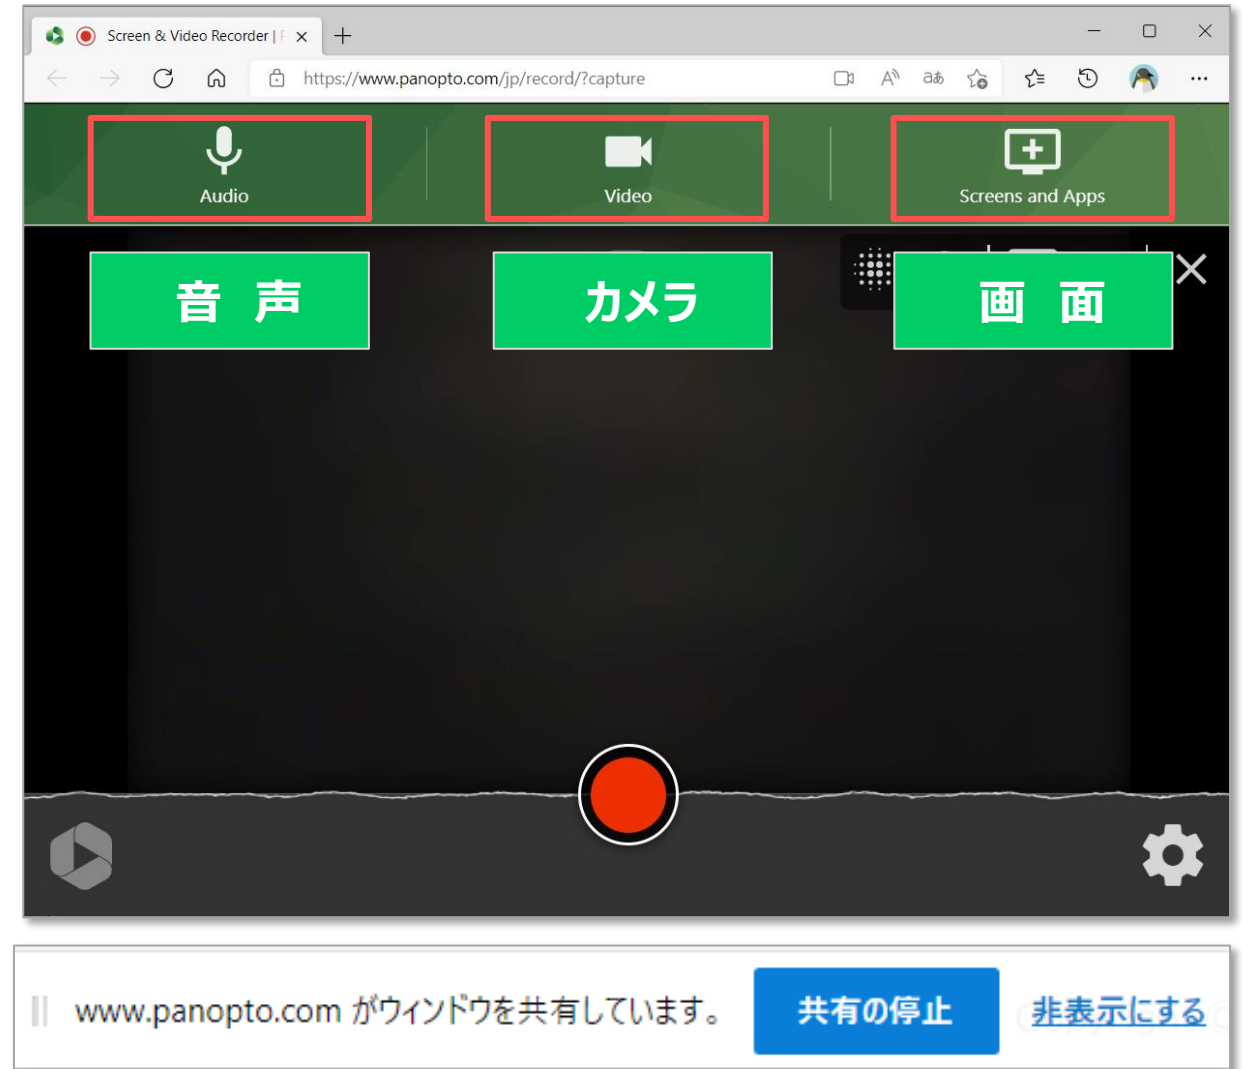 Screen & Video Recorder |
https://www.panopto.com/jp/record/?capture
Audio
Video
Screens and Apps
音 声
カメラ
画 面
www.panopto.com がウィンドウを共有しています。
共有の停止
非表示にする